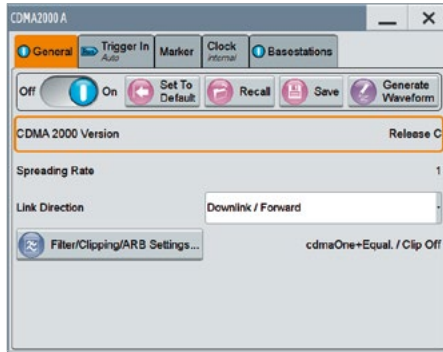 CDMA2000 A
General
Trigger In
Auto
Marker
Clock
Internal
Basestations
Off
On
Set To
Default
Recall
Save
Generate
Waveform
CDMA 2000 Version
Release C
Spreading Rate
1
Link Direction
Downlink / Forward
Filter/Clipping/ARB Settings...
cdmaOne+Equal. / Clip Off